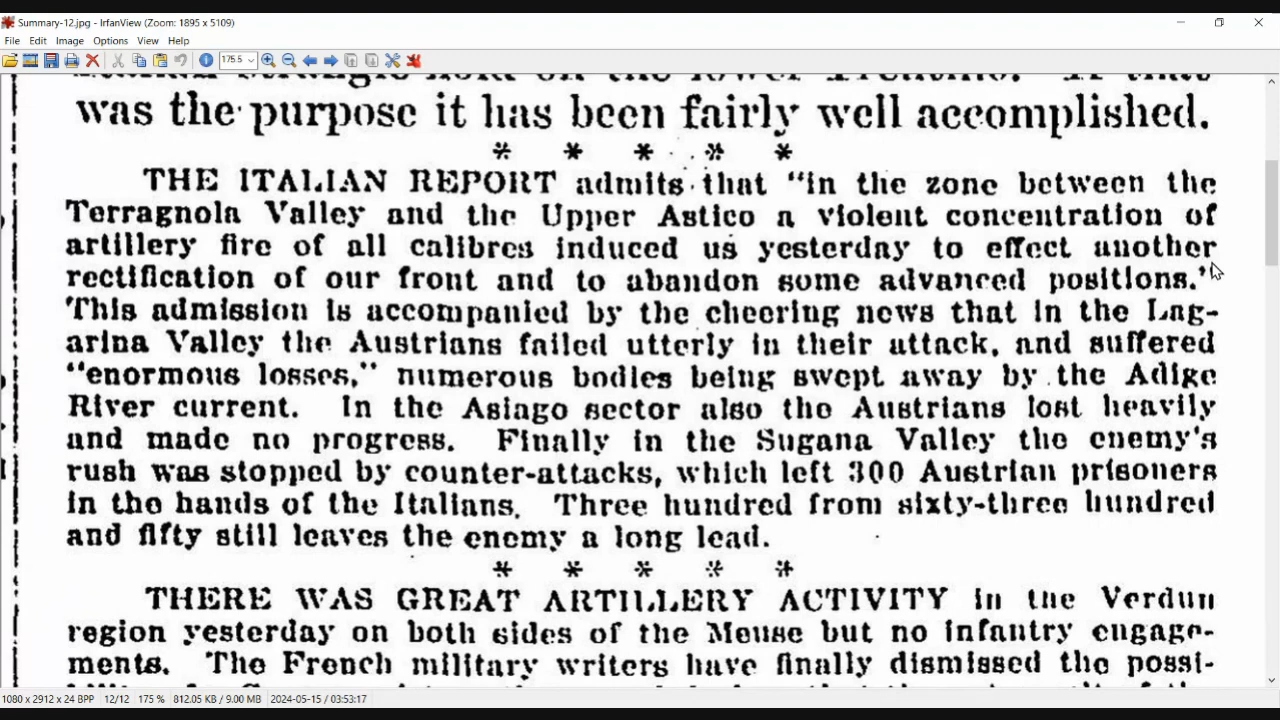 Summary-12.jpg - IrfanView (Zoom: 1895 x 5109)
File Edit Image Options View Help
175.5
was the purpose it has been fairly well accomplished.
* * * * *
THE ITALIAN REPORT admits that "in the zone between the
Terragnola Valley and the Upper Astico a violent concentration of
artillery fire of all calibres induced us yesterday to effect another
rectification of our front and to abandon some advanced positions."
This admission is accompanied by the cheering news that in the Lag-
arina Valley the Austrians failed utterly in their attack, and suffered
"enormous losses," numerous bodies being swept away by the Adige
River current. In the Asiago sector also the Austrians lost heavily
and made no progress. Finally in the Sugana Valley the enemy's
rush was stopped by counter-attacks, which left 300 Austrian prisoners
in the hands of the Italians. Three hundred from sixty-three hundred
and fifty still leaves the enemy a long lead.
* * * * *
THERE WAS GREAT ARTILLERY ACTIVITY in the Verdun
region yesterday on both sides of the Meuse but no infantry engage-
ments. The French military writers have finally dismissed the possi-
1080 x 2912 x 24 BPP 12/12 175 % 812.05 KB / 9.00 MB 2024-05-15 / 03:53:17